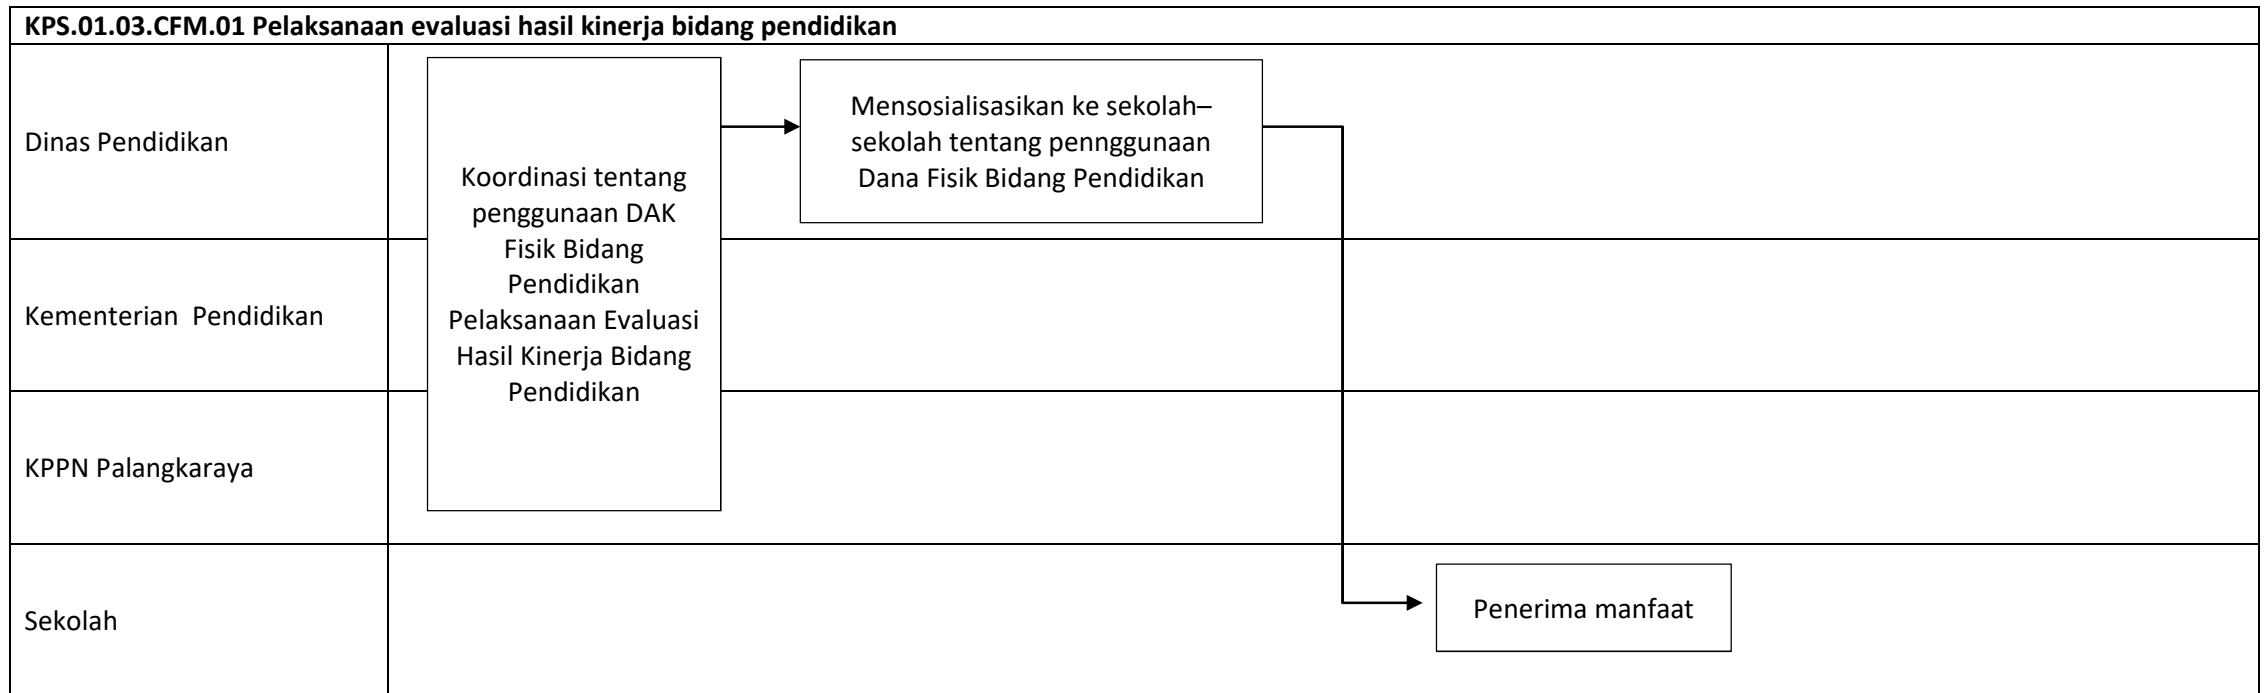 KPS.01.03.CFM.01 Pelaksanaan evaluasi hasil kinerja bidang pendidikan
Dinas Pendidikan
Koordinasi tentang
penggunaan DAK
Fisik Bidang
Pendidikan
Pelaksanaan Evaluasi
Hasil Kinerja Bidang
Pendidikan
Mensosialisasikan ke sekolah–
sekolah tentang pennggunaan
Dana Fisik Bidang Pendidikan
Kementerian  Pendidikan
KPPN Palangkaraya
Sekolah
Penerima manfaat